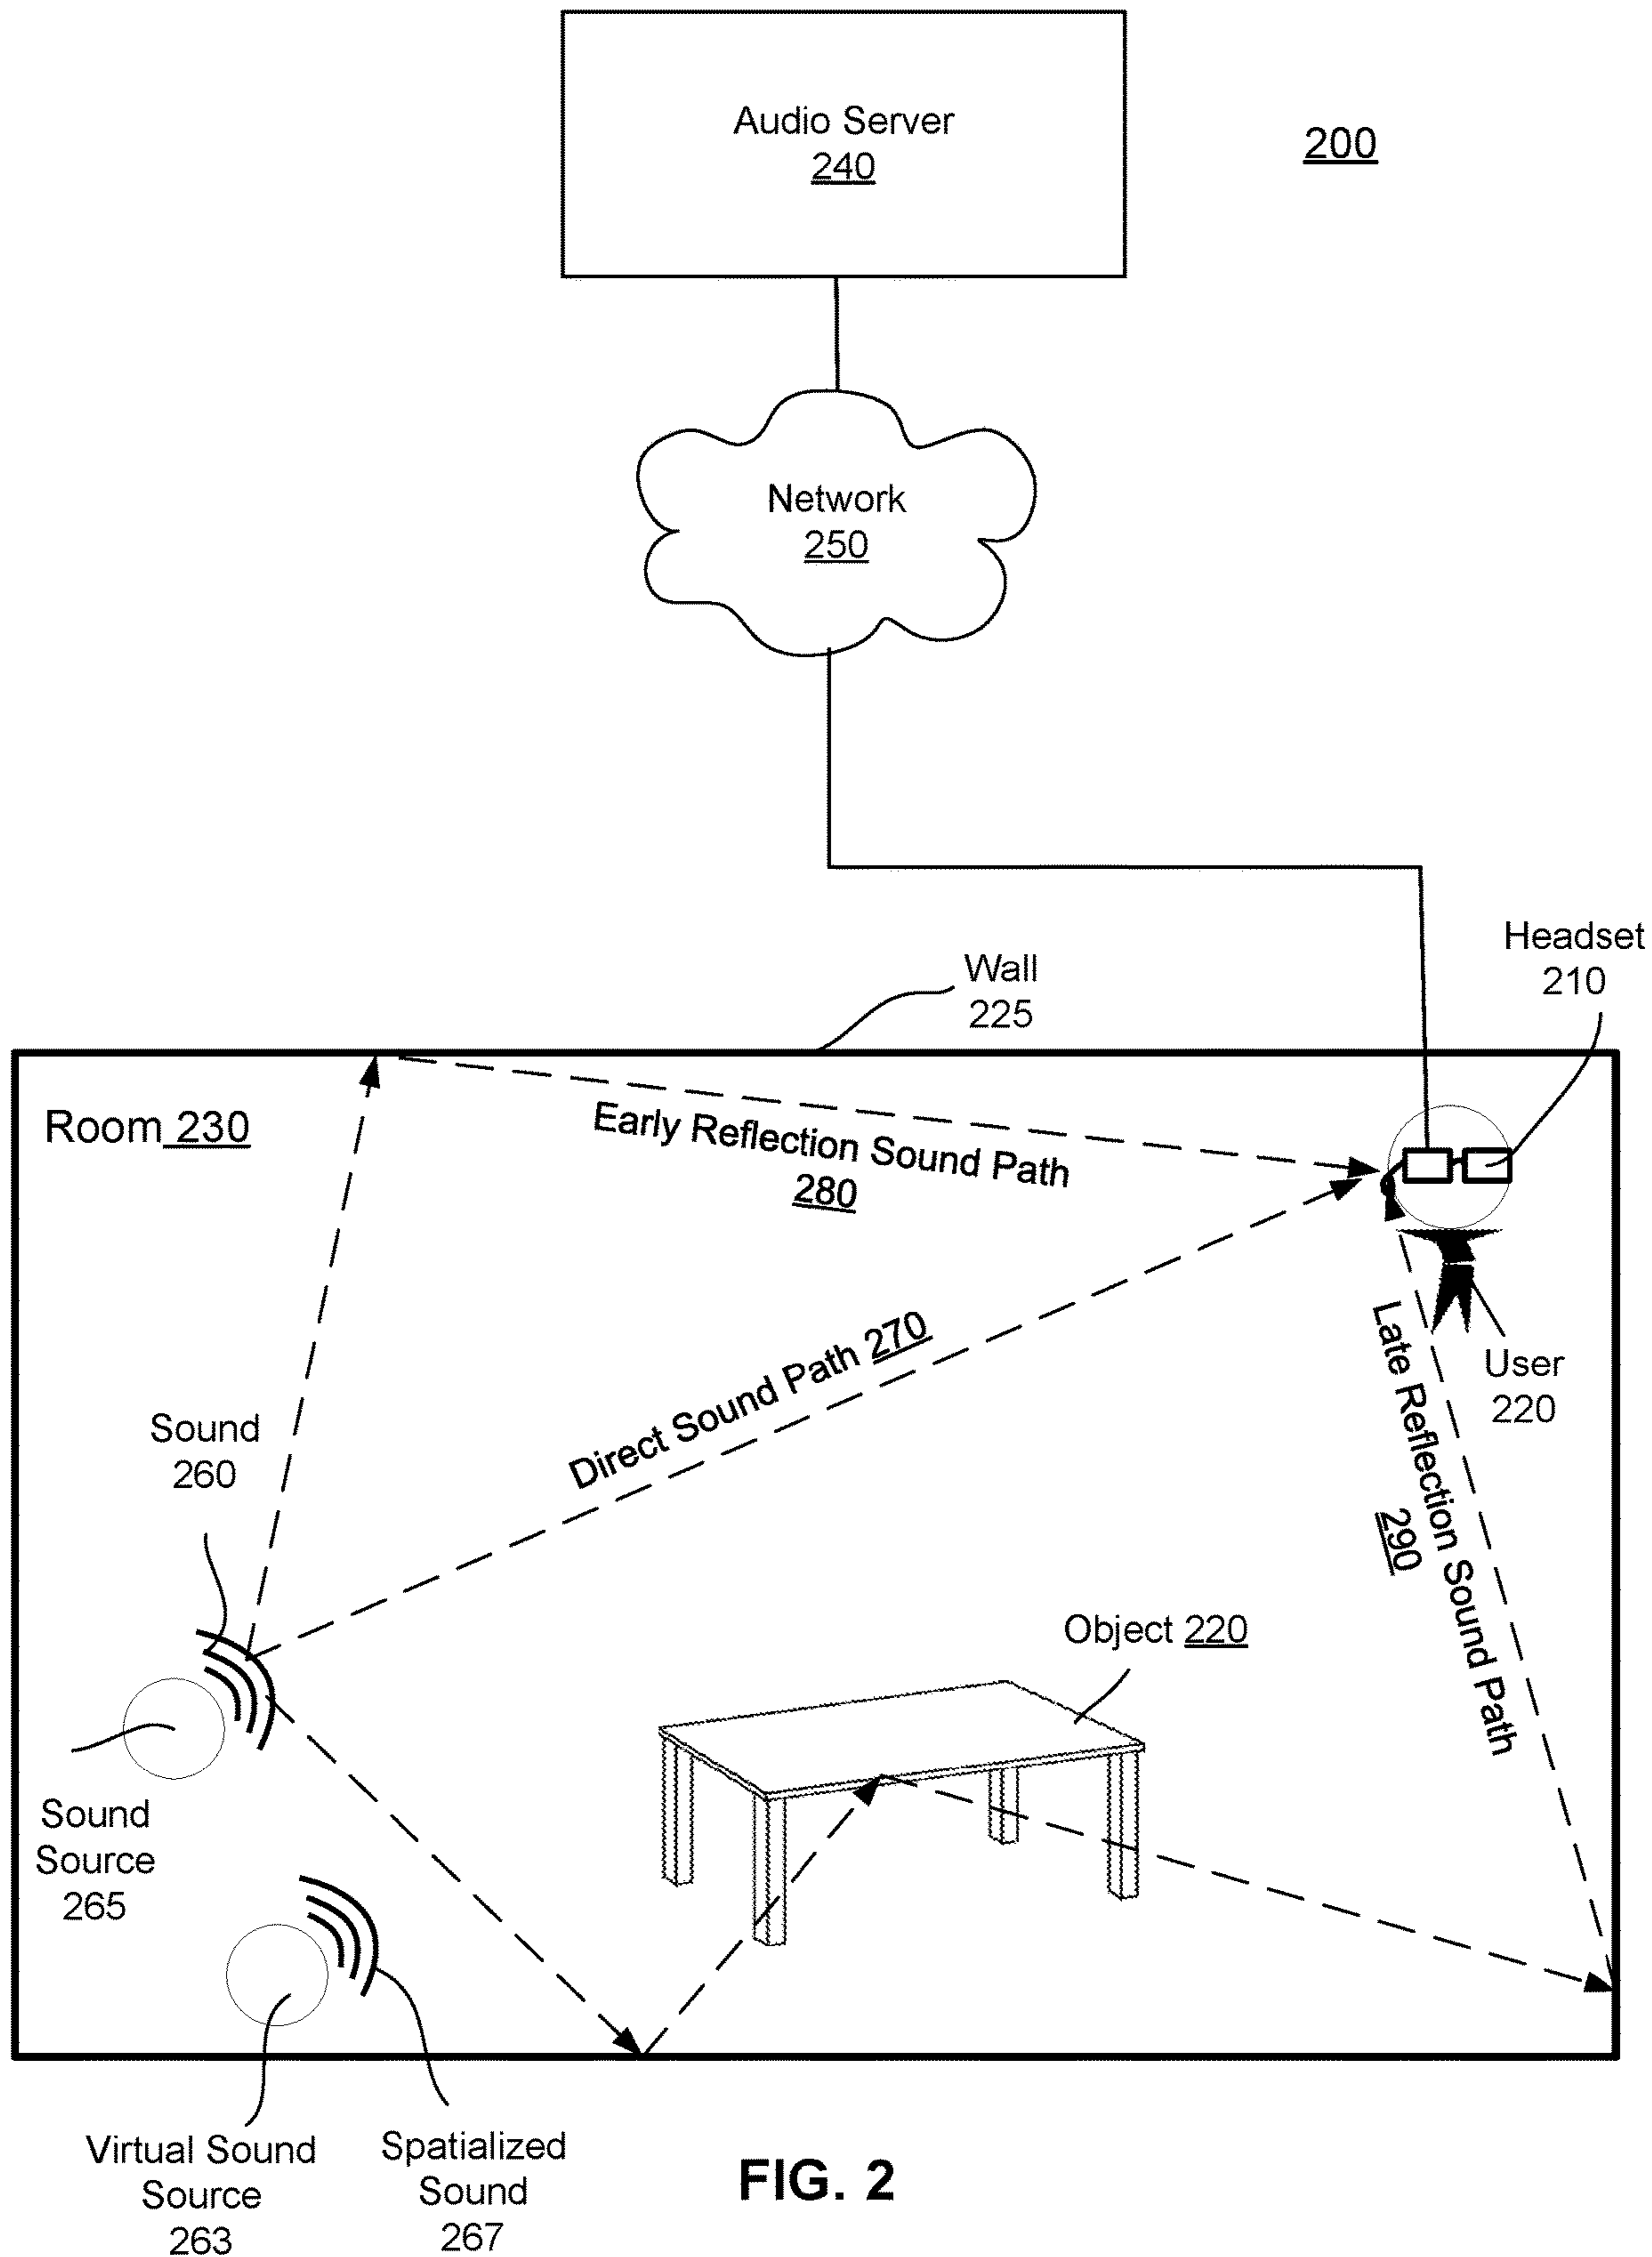 Audio Server
240
200
Network
250
Headset
210
Wall
225
Room 230
Early Reflection Sound Path
280
Direct Sound Path 270
Late Reflection Sound Path
290
User
220
Sound
260
Object 220
Sound
Source
265
Virtual Sound
Source
263
Spatialized
Sound
267
FIG. 2